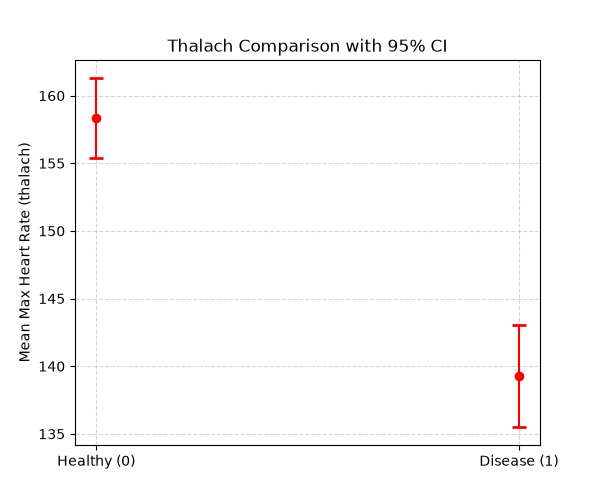 Thalach Comparison with 95% CI
Mean Max Heart Rate (thalach)
160
155
150
145
140
135
Healthy (0)
Disease (1)